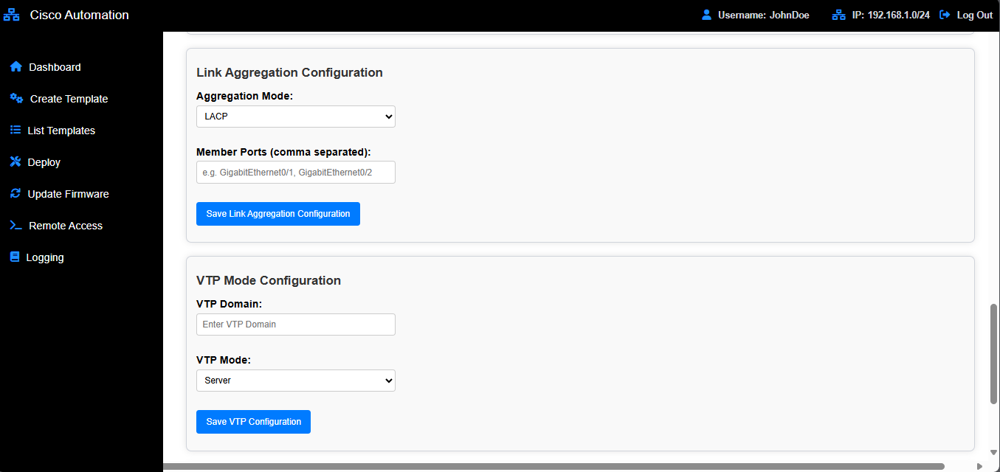 Cisco Automation
Username: JohnDoe
IP: 192.168.1.0/24
Log Out
Dashboard
Create Template
List Templates
Deploy
Update Firmware
Remote Access
Logging
Link Aggregation Configuration
Aggregation Mode:
LACP
Member Ports (comma separated):
e.g. GigabitEthernet0/1, GigabitEthernet0/2
Save Link Aggregation Configuration
VTP Mode Configuration
VTP Domain:
Enter VTP Domain
VTP Mode:
Server
Save VTP Configuration